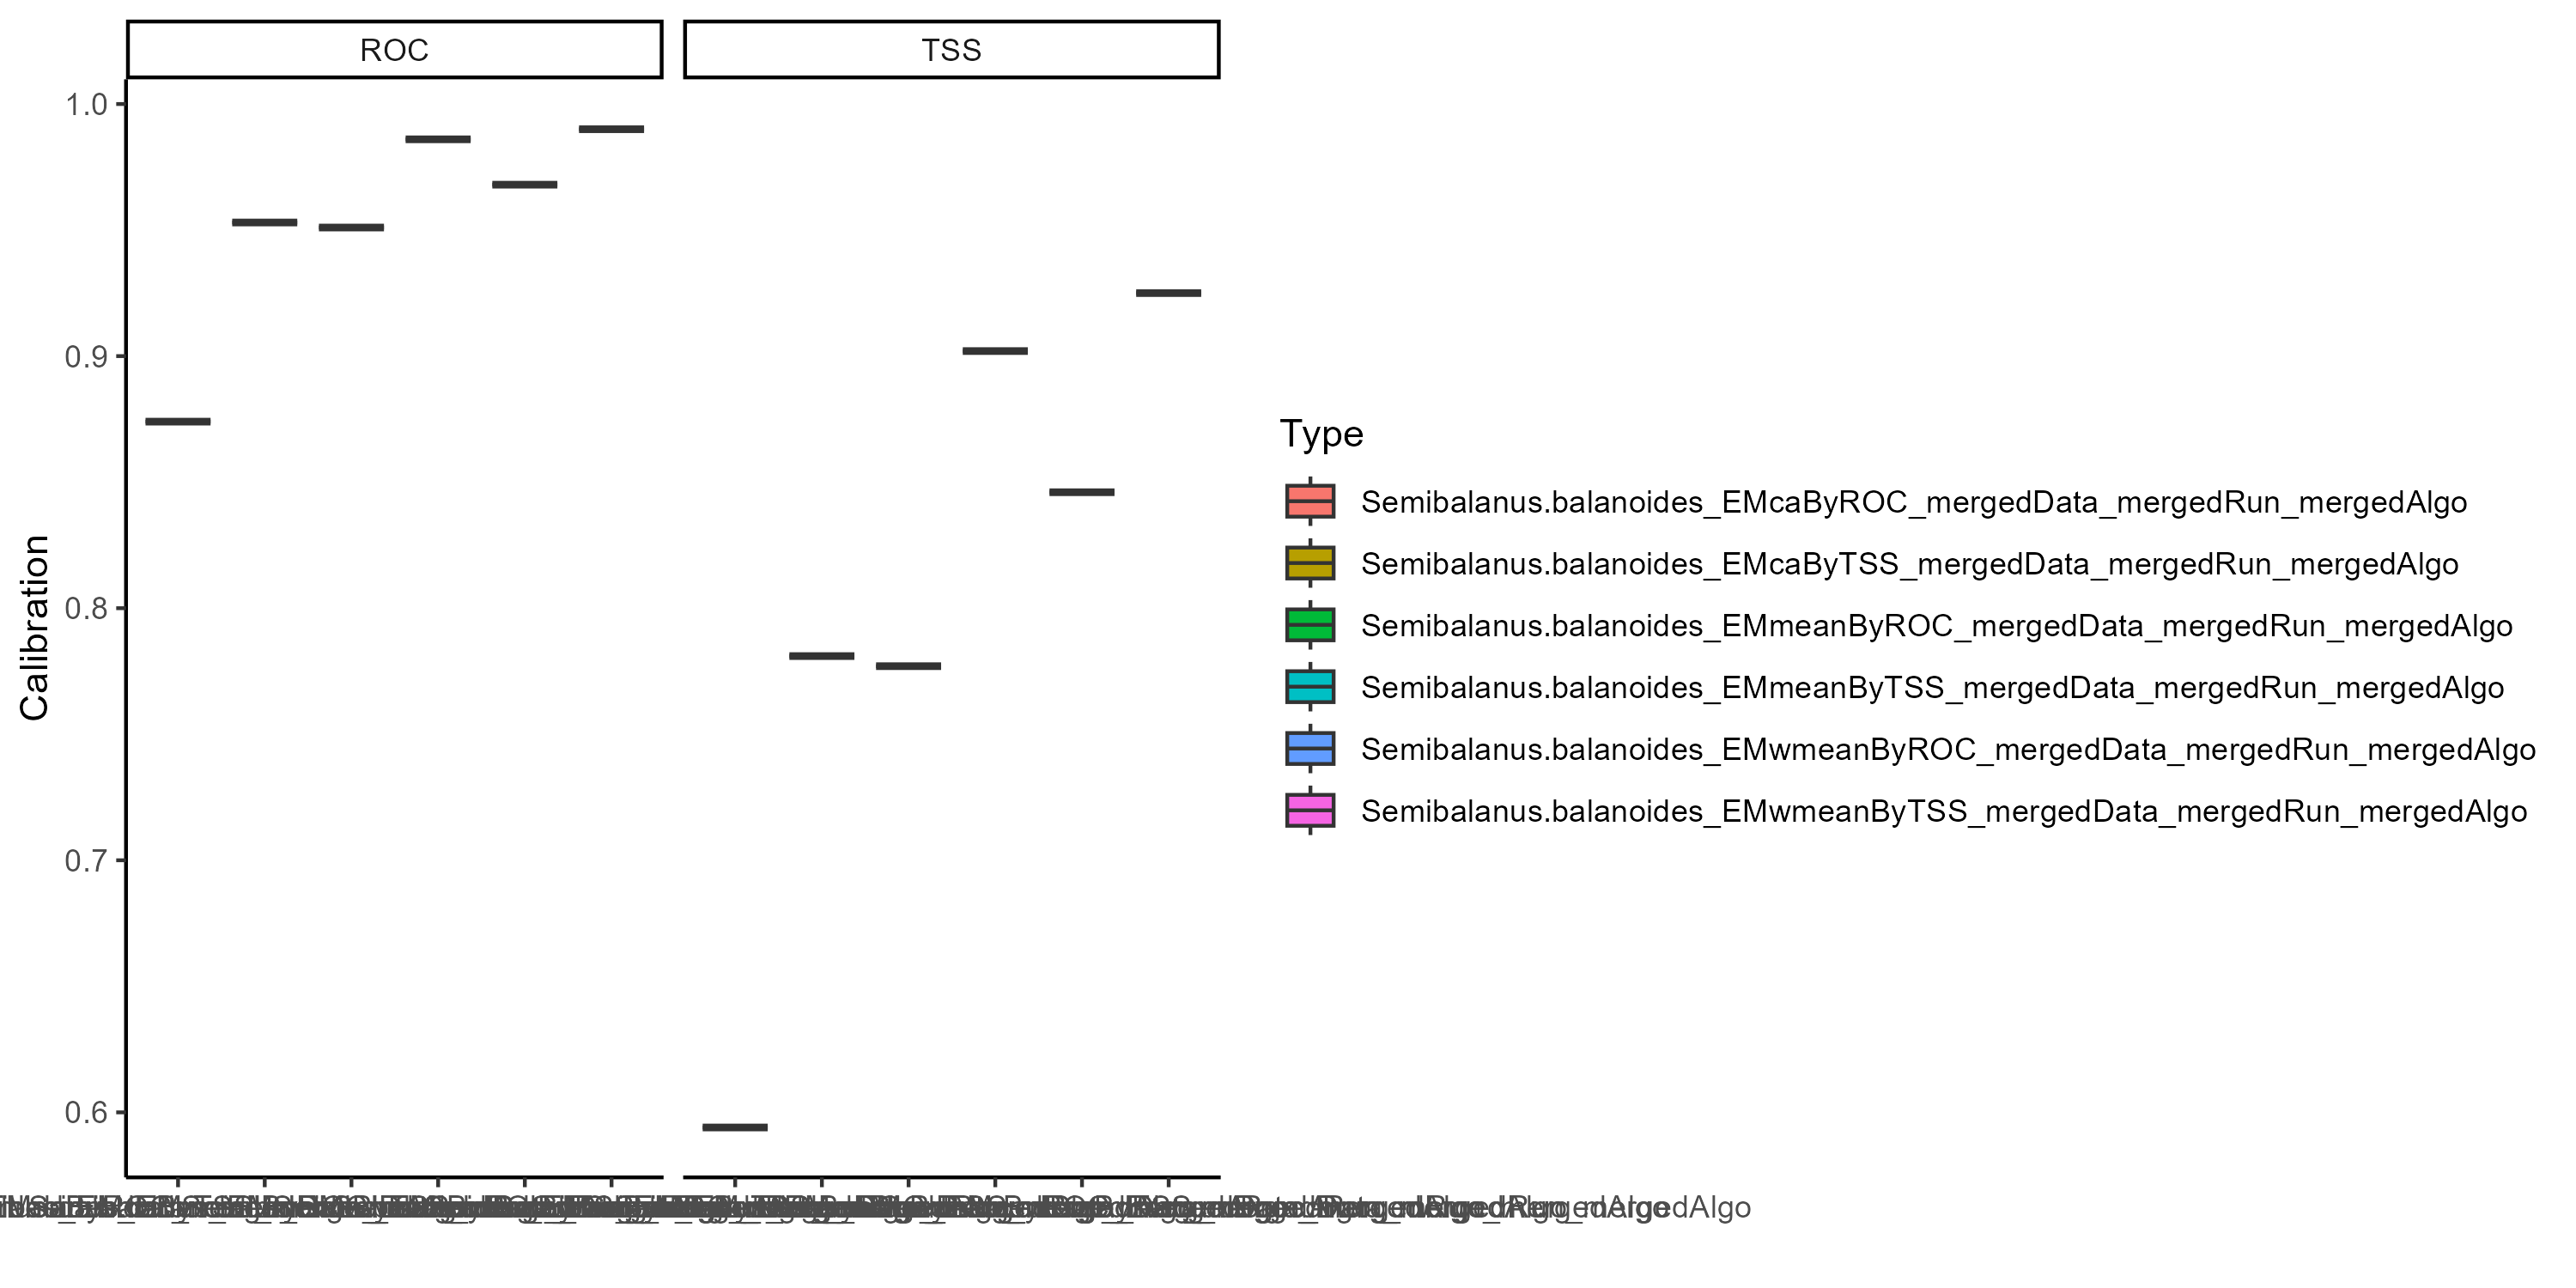 ROC
TSS
1.0
0.9
0.8
0.7
0.6
Calibration
Type
Semibalanus.balanoides_EMcaByROC_mergedData_mergedRun_mergedAlgo
Semibalanus.balanoides_EMcaByTSS_mergedData_mergedRun_mergedAlgo
Semibalanus.balanoides_EMmeanByROC_mergedData_mergedRun_mergedAlgo
Semibalanus.balanoides_EMmeanByTSS_mergedData_mergedRun_mergedAlgo
Semibalanus.balanoides_EMwmeanByROC_mergedData_mergedRun_mergedAlgo
Semibalanus.balanoides_EMwmeanByTSS_mergedData_mergedRun_mergedAlgo